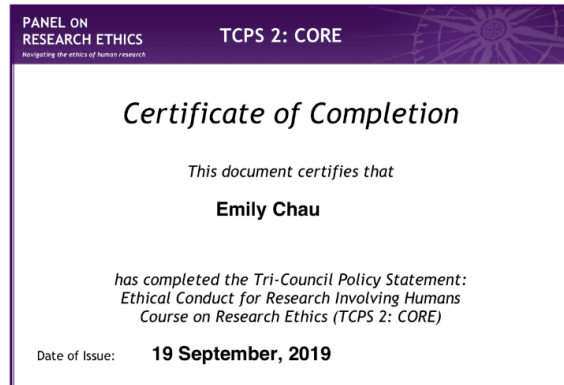 PANEL ON
RESEARCH ETHICS
Navigating the ethics of human research
TCPS 2: CORE
Certificate of Completion
This document certifies that
Emily Chau
has completed the Tri-Council Policy Statement:
Ethical Conduct for Research Involving Humans
Course on Research Ethics (TCPS 2: CORE)
Date of Issue: 19 September, 2019